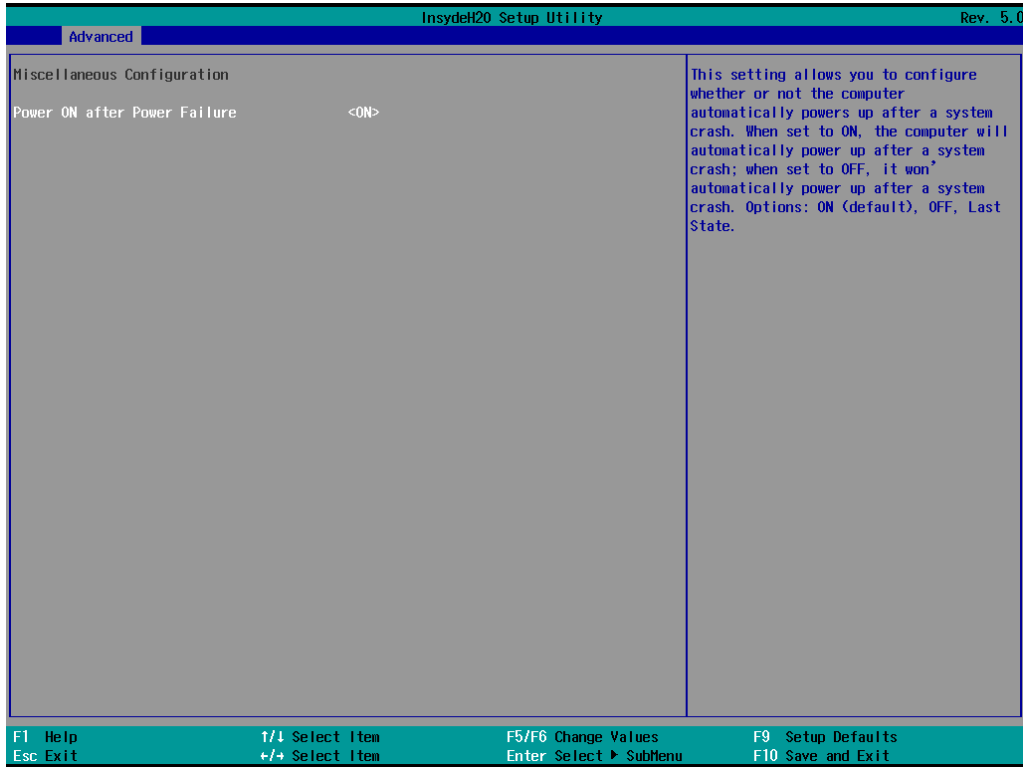 InsydeH20 Setup Utility Rev. 5.0
Advanced
Miscellaneous Configuration
Power ON after Power Failure <ON>
This setting allows you to configure
whether or not the computer
automatically powers up after a system
crash. When set to ON, the computer will
automatically power up after a system
crash; when set to OFF, it won’
automatically power up after a system
crash. Options: ON (default), OFF, Last
State.
F1 Help ↑/↓ Select Item F5/F6 Change Values F9 Setup Defaults
Esc Exit ←/→ Select Item Enter Select ▶ SubMenu F10 Save and Exit